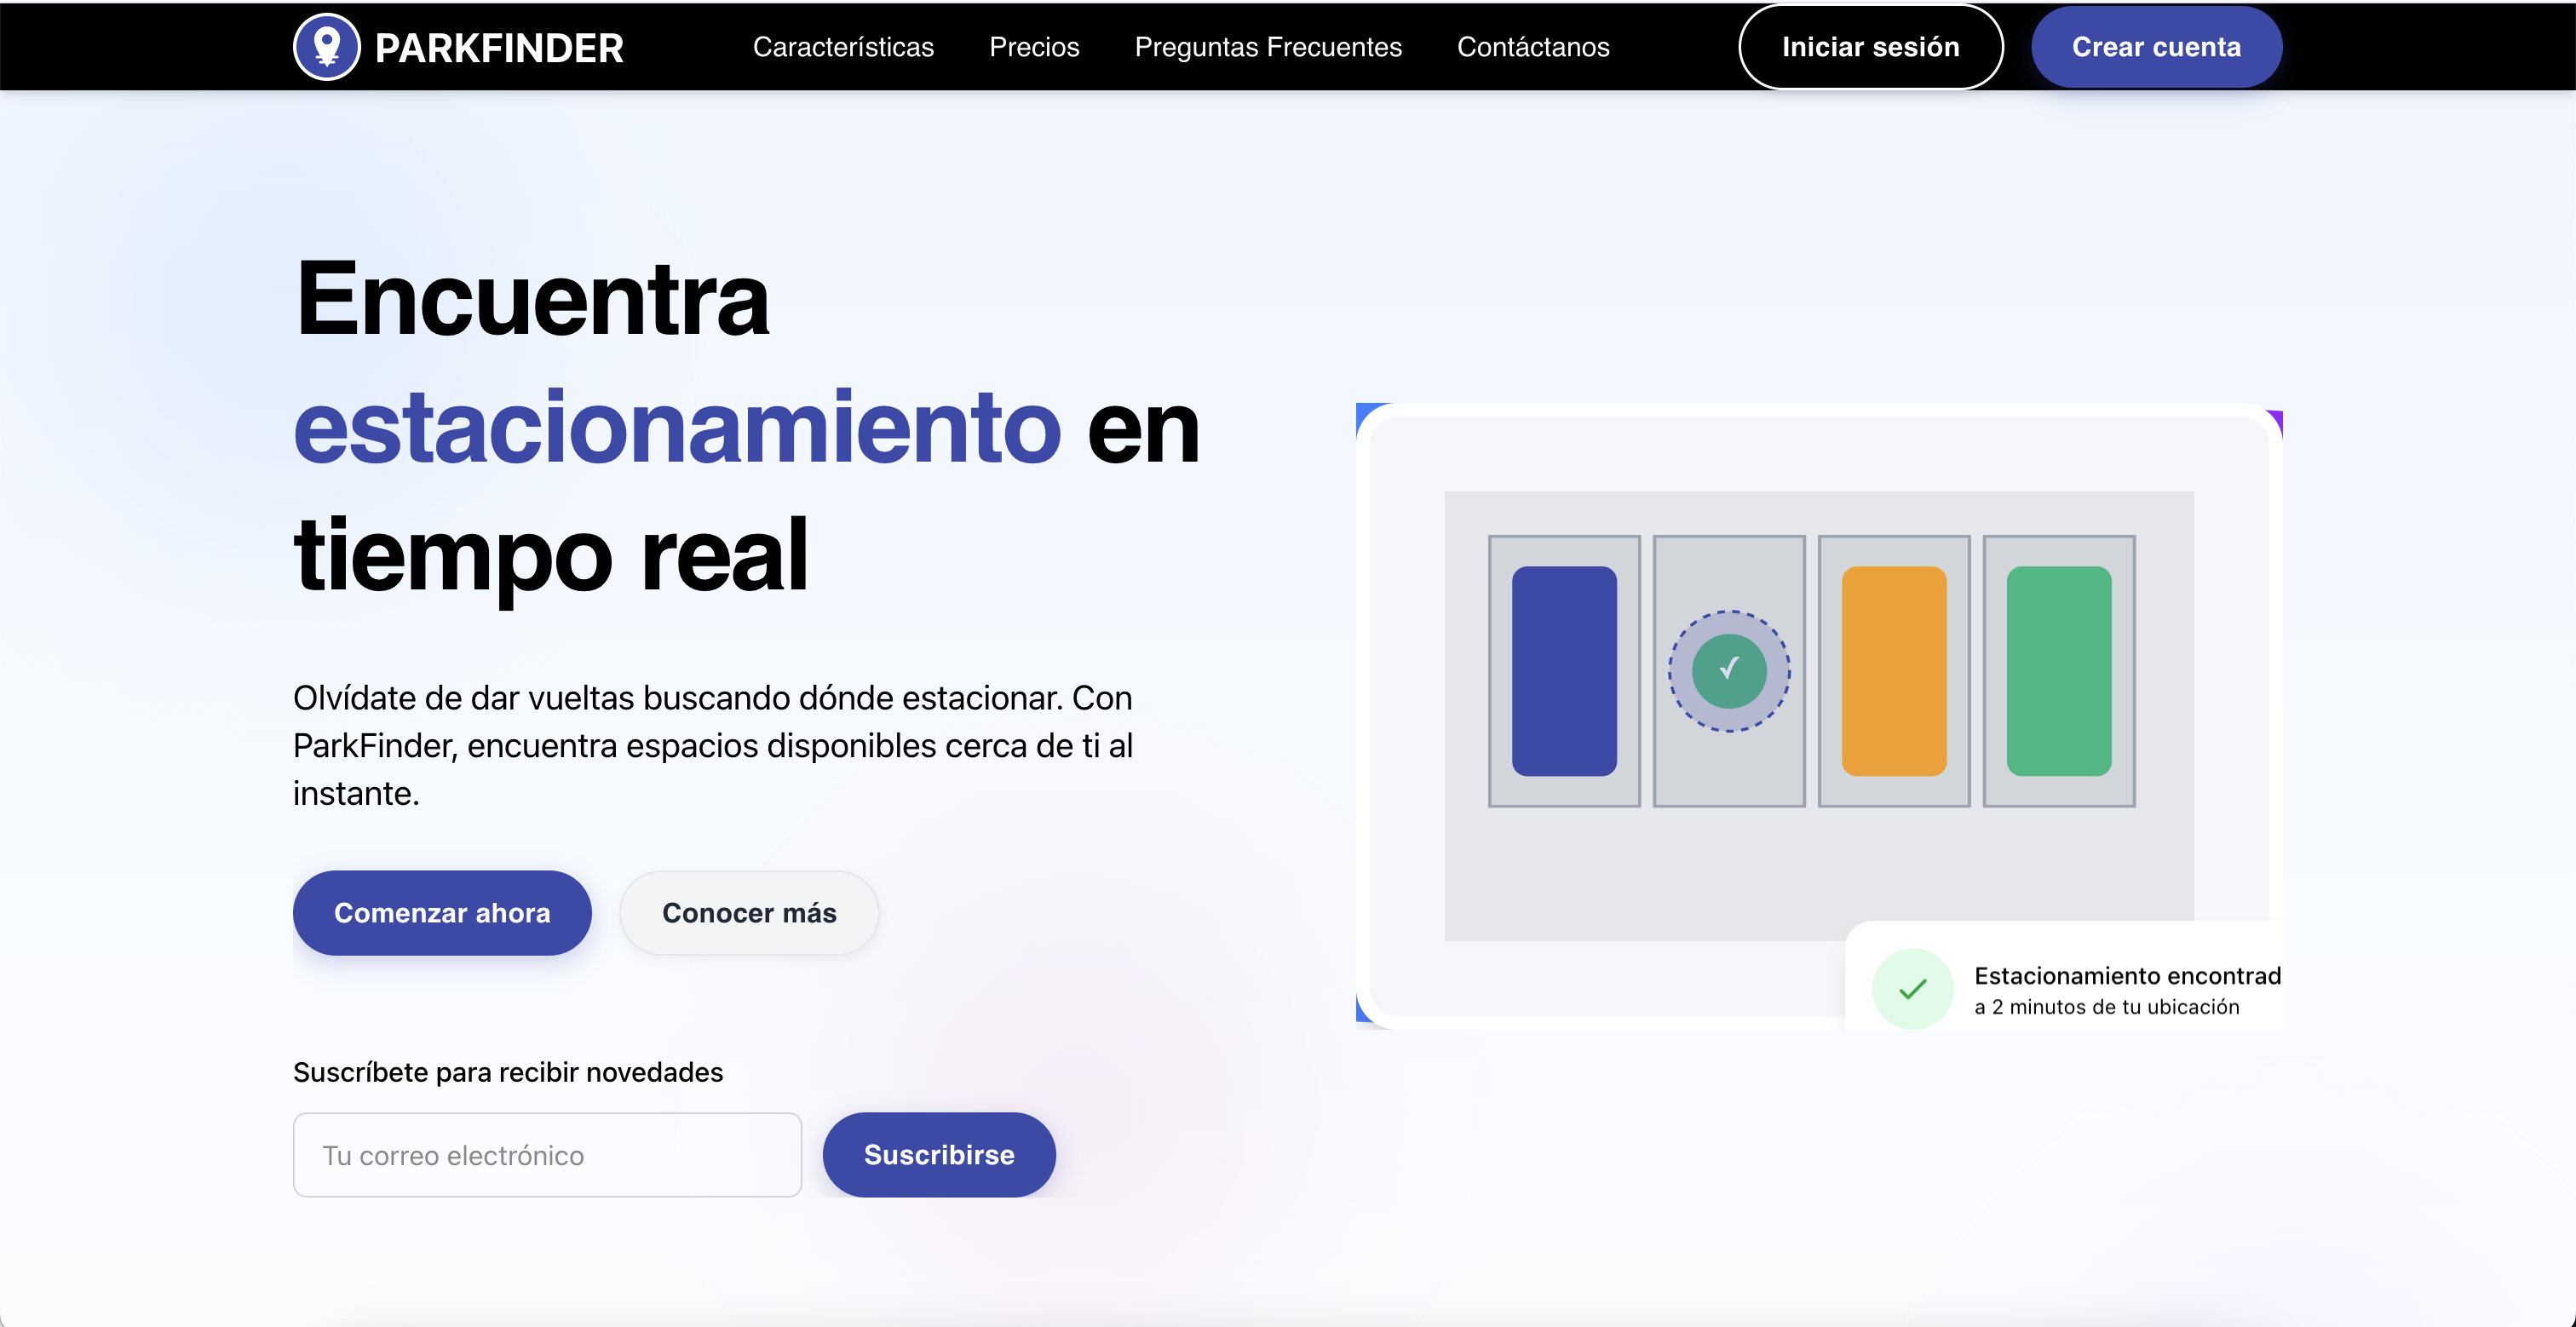 PARKFINDER
Características
Precios
Preguntas Frecuentes
Contáctanos
Iniciar sesión
Crear cuenta
Encuentra
estacionamiento en
tiempo real
Olvídate de dar vueltas buscando dónde estacionar. Con
ParkFinder, encuentra espacios disponibles cerca de ti al
instante.
Comenzar ahora
Conocer más
Suscríbete para recibir novedades
Tu correo electrónico
Suscribirse
Estacionamiento encontrad
a 2 minutos de tu ubicación